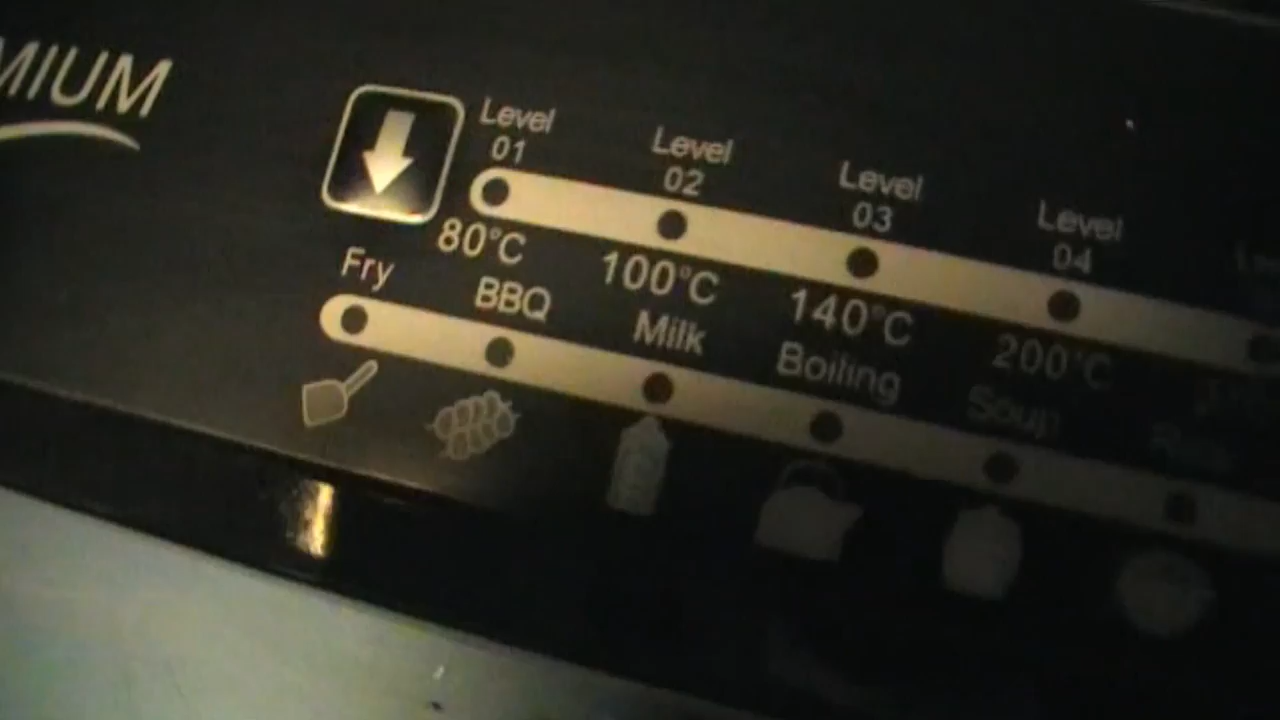 MIUM
Level 01
Level 02
Level 03
Level 04
80°C
100°C
140°C
200°C
Fry
BBQ
Milk
Boiling
Soup